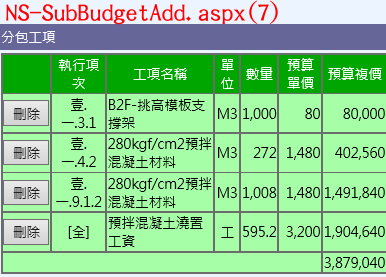 NS-SubBudgetAdd.aspx(7)
分包工項
執行項次 工項名稱 單位 數量 預算單價 預算複價
刪除 壹.一.3.1 B2F-挑高模板支撐架 M3 1,000 80 80,000
刪除 壹.一.4.2 280kgf/cm2預拌混凝土材料 M3 272 1,480 402,560
刪除 壹.一.9.1.2 280kgf/cm2預拌混凝土材料 M3 1,008 1,480 1,491,840
刪除 [全] 預拌混凝土澆置工資 工 595.2 3,200 1,904,640
3,879,040